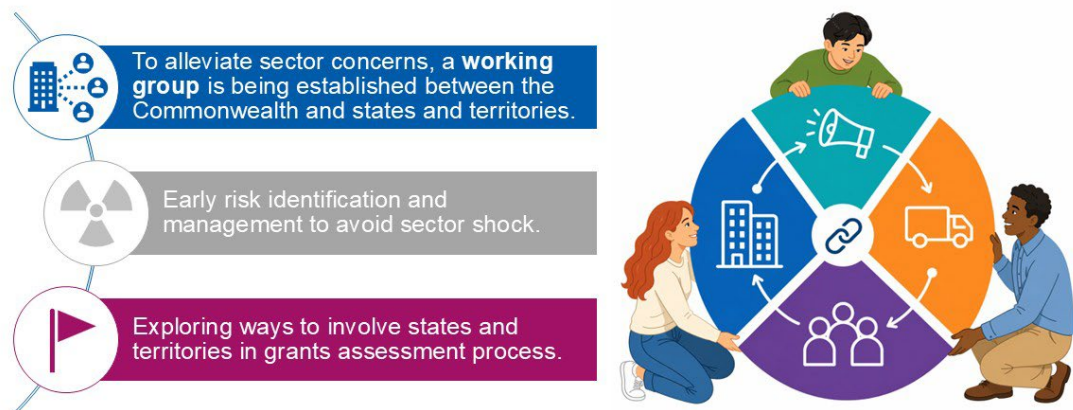 To alleviate sector concerns, a working
group is being established between the
Commonwealth and states and territories.
Early risk identification and
management to avoid sector shock.
Exploring ways to involve states and
territories in grants assessment process.